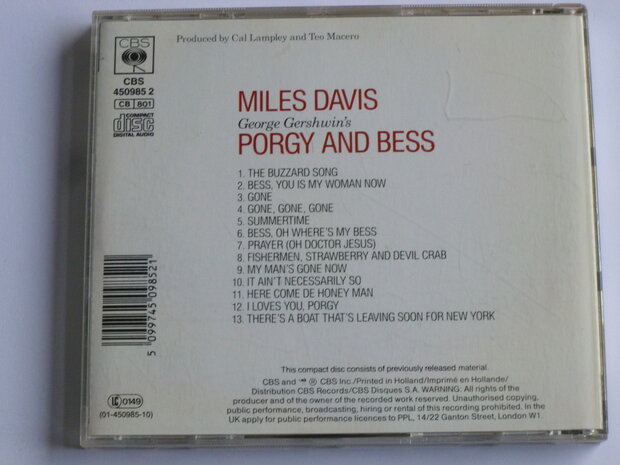 CBS
Produced by Cal Lampley and Teo Macero
CBS
450985 2
CB 801
COMPACT
disc
DIGITAL AUDIO
MILES DAVIS
George Gershwin's
PORGY AND BESS
1. THE BUZZARD SONG
2. BESS, YOU IS MY WOMAN NOW
3. GONE
4. GONE, GONE, GONE
5. SUMMERTIME
6. BESS, OH WHERE'S MY BESS
7. PRAYER (OH DOCTOR JESUS)
8. FISHERMEN, STRAWBERRY AND DEVIL CRAB
9. MY MAN'S GONE NOW
10. IT AIN'T NECESSARILY SO
11. HERE COME DE HONEY MAN
12. I LOVES YOU, PORGY
13. THERE'S A BOAT THAT'S LEAVING SOON FOR NEW YORK
5 099745 098521
This compact disc consists of previously released material.
CBS and ℗ CBS Inc./Printed in Holland/Imprimé en Hollande/
Distribution CBS Records/CBS Disques S.A. WARNING: All rights of the
producer and of the owner of the recorded work reserved. Unauthorised copying,
public performance, broadcasting, hiring or rental of this recording prohibited. In the
UK apply for public performance licences to PPL, 14/22 Ganton Street, London W1.
LC 0149
(01-450985-10)